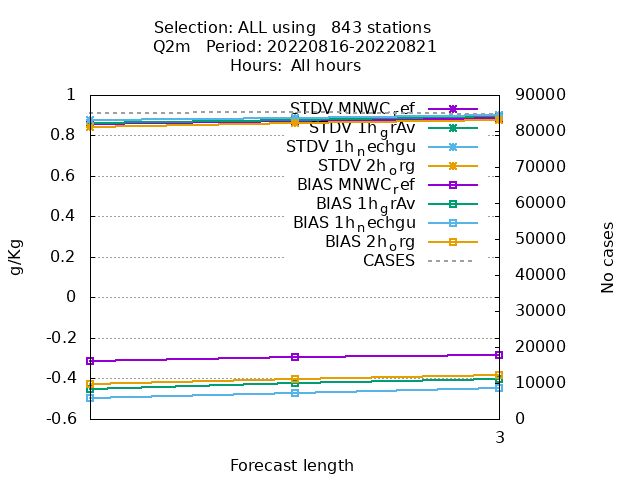 Selection: ALL using 843 stations
Q2m Period: 20220816-20220821
Hours: All hours
1
0.8
0.6
0.4
0.2
0
-0.2
-0.4
-0.6
90000
80000
70000
60000
50000
40000
30000
20000
10000
0
g/Kg
No cases
STDV MNWC_ref
STDV 1h_grAv
STDV 1h_nechgu
STDV 2h_org
BIAS MNWC_ref
BIAS 1h_grAv
BIAS 1h_nechgu
BIAS 2h_org
CASES
3
Forecast length